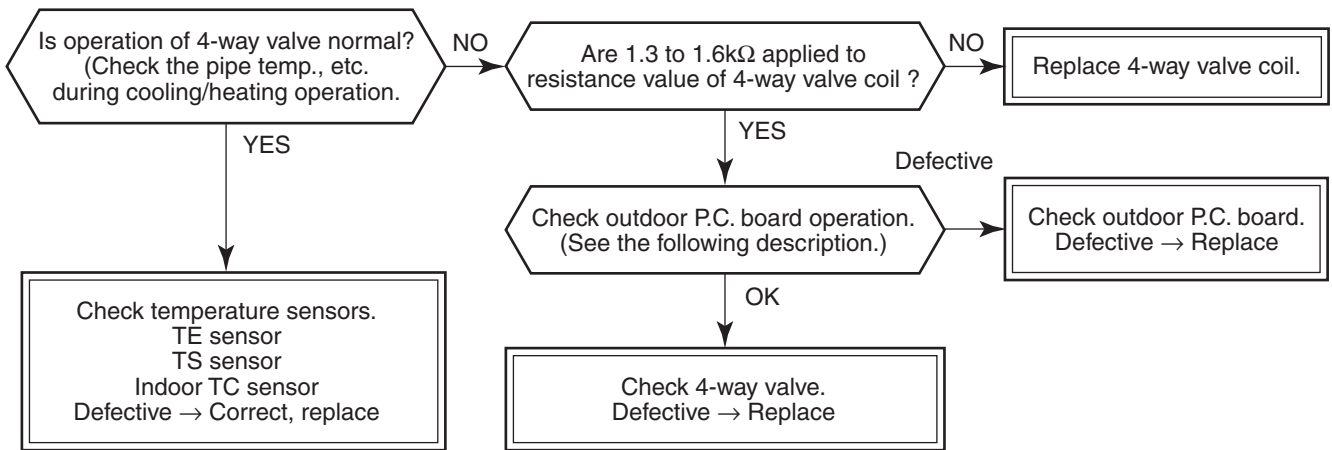 Is operation of 4-way valve normal?
(Check the pipe temp., etc.
during cooling/heating operation.
NO
Are 1.3 to 1.6kΩ applied to
resistance value of 4-way valve coil ?
NO
Replace 4-way valve coil.
YES
YES
Defective
Check outdoor P.C. board operation.
(See the following description.)
Check outdoor P.C. board.
Defective → Replace
OK
Check temperature sensors.
TE sensor
TS sensor
Indoor TC sensor
Defective → Correct, replace
Check 4-way valve.
Defective → Replace